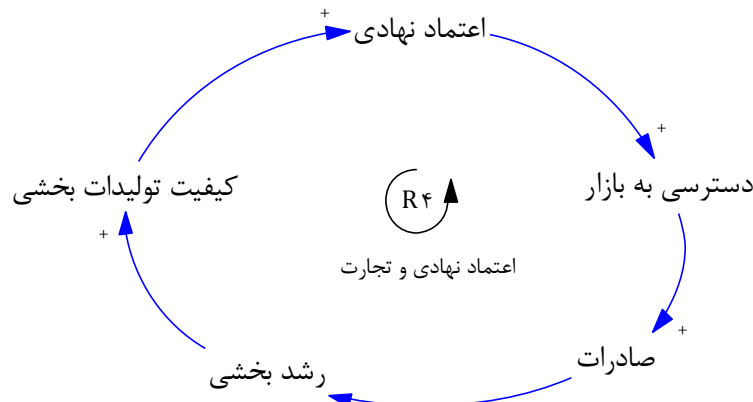 +
اعتماد نهادی
+
دسترسی به بازار
کیفیت تولیدات بخشی
R۴
+
اعتماد نهادی و تجارت
+
صادرات
رشد بخشی